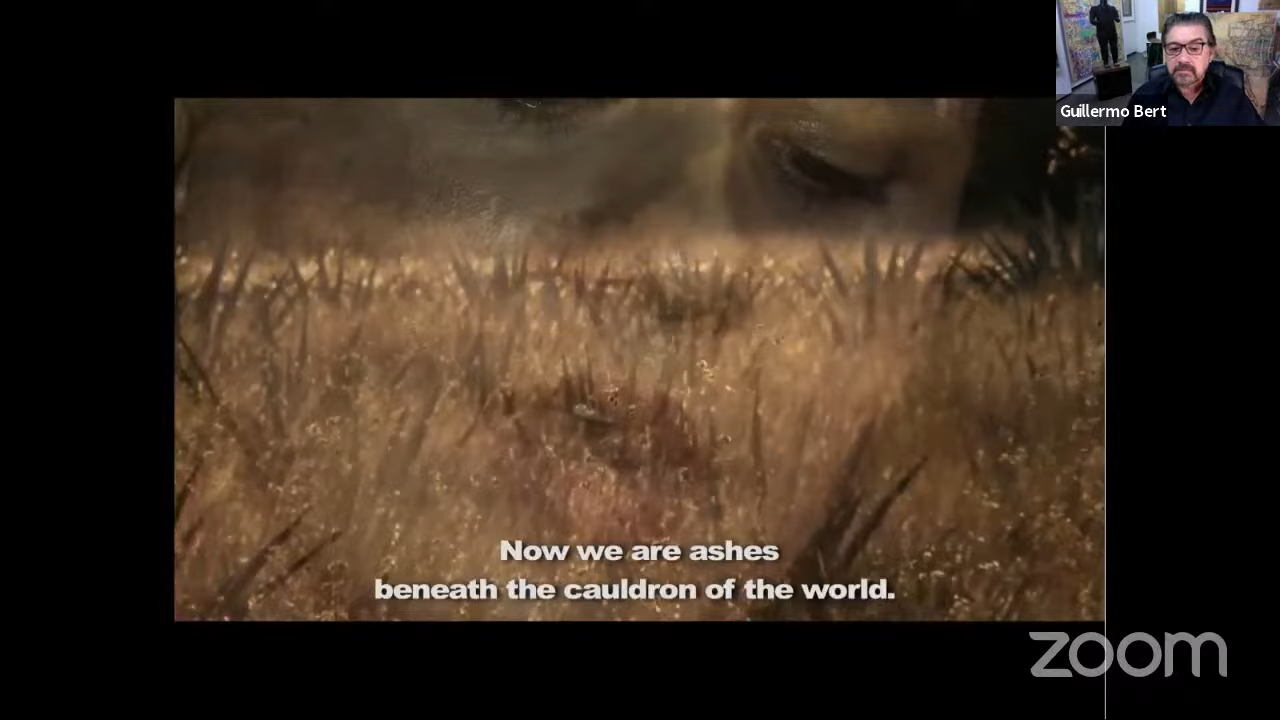 Guillermo Bert
Now we are ashes
beneath the cauldron of the world.
zoom